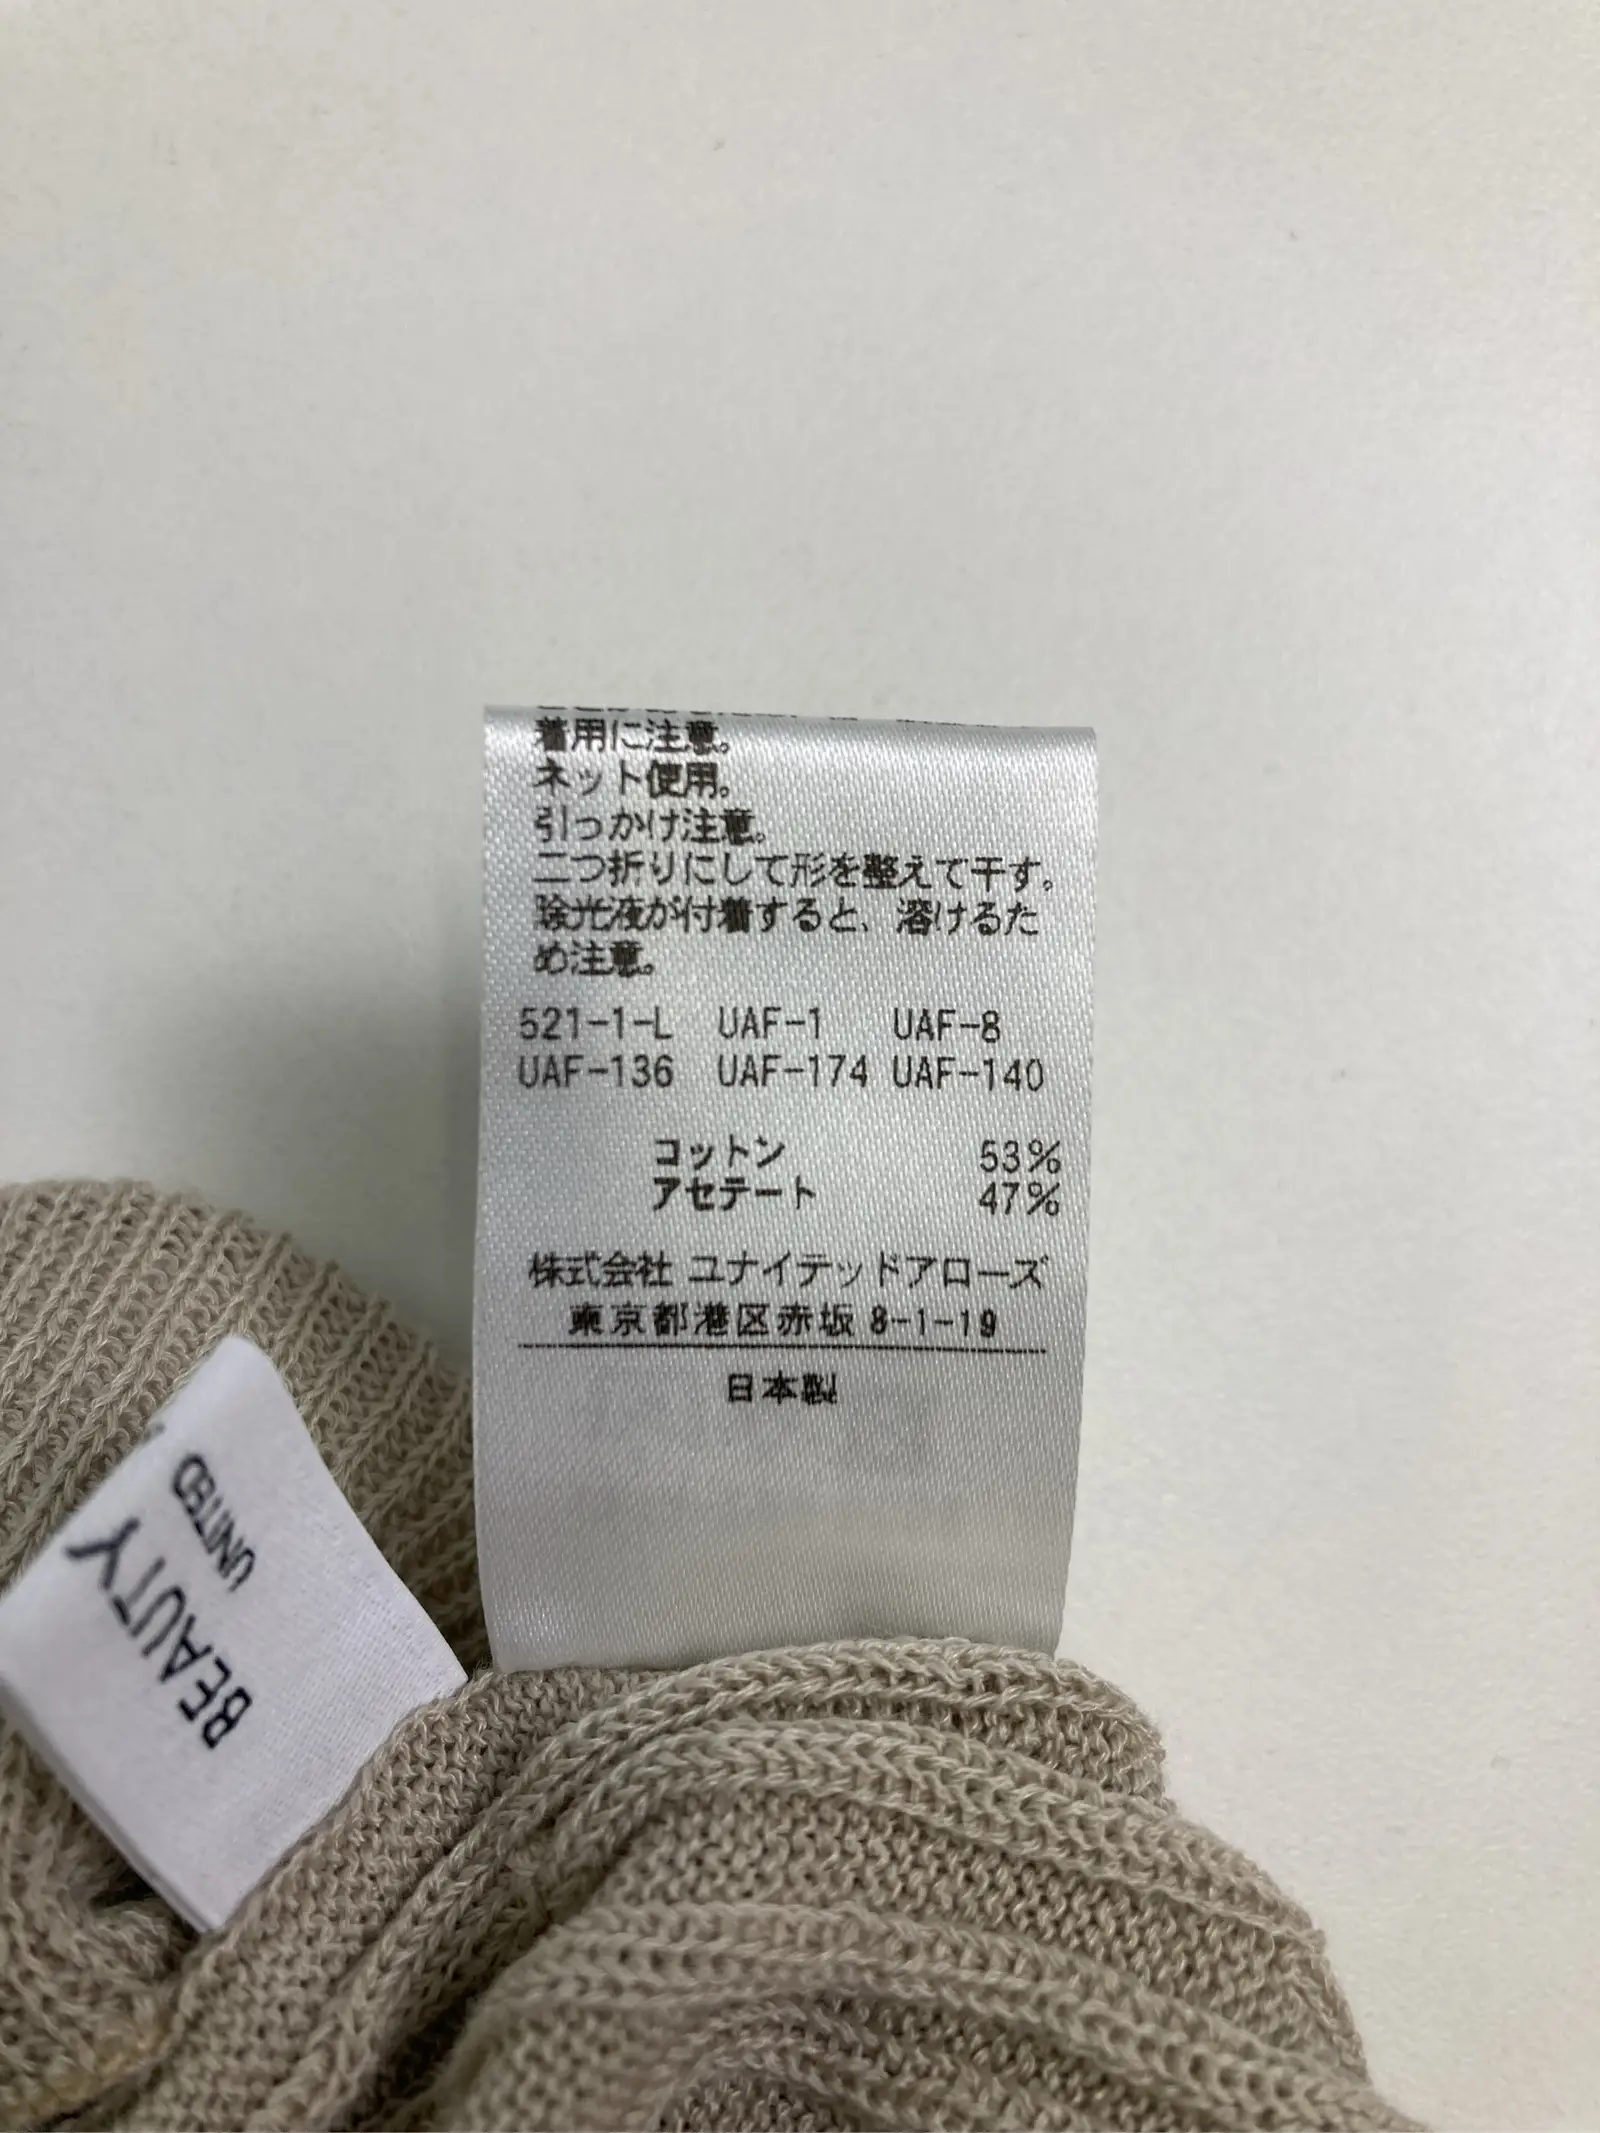 着用に注意。
ネット使用。
引っかけ注意。
二つ折りにして形を整えて干す。
除光液が付着すると、溶けるた
め注意。
521-1-L UAF-1 UAF-8
UAF-136 UAF-174 UAF-140
コットン 53%
アセテート 47%
株式会社 ユナイテッドアローズ
東京都港区赤坂 8-1-19
日本製
BEAUTY
UNITED